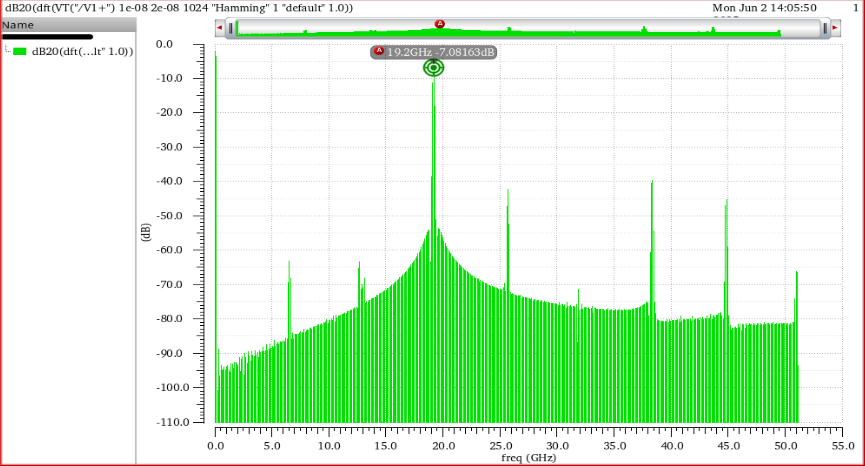 dB20(dft(VT("/V1+") 1e-08 2e-08 1024 "Hamming" 1 "default" 1.0))
Mon Jun 2 14:05:50
1
Name
dB20(dft(...lt" 1.0))
A
A 19.2GHz -7.08163dB
0.0
-10.0
-20.0
-30.0
-40.0
-50.0
-60.0
-70.0
-80.0
-90.0
-100.0
-110.0
(dB)
0.0 5.0 10.0 15.0 20.0 25.0 30.0 35.0 40.0 45.0 50.0 55.0
freq (GHz)